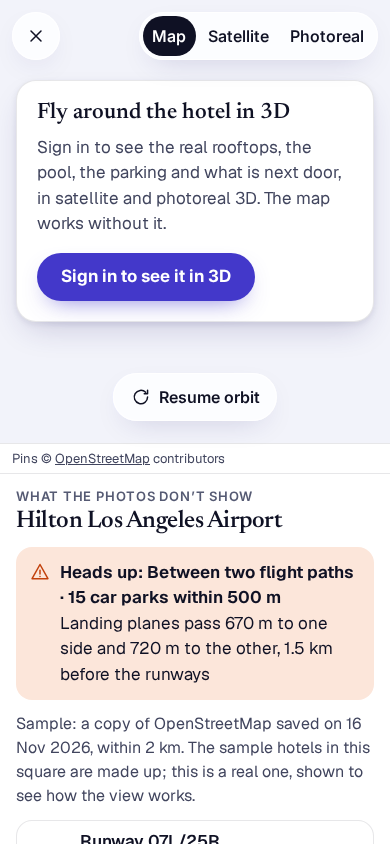 Map Satellite Photoreal
Fly around the hotel in 3D
Sign in to see the real rooftops, the
pool, the parking and what is next door,
in satellite and photoreal 3D. The map
works without it.
Sign in to see it in 3D
Resume orbit
Pins © OpenStreetMap contributors
WHAT THE PHOTOS DON’T SHOW
Hilton Los Angeles Airport
Heads up: Between two flight paths
· 15 car parks within 500 m
Landing planes pass 670 m to one
side and 720 m to the other, 1.5 km
before the runways
Sample: a copy of OpenStreetMap saved on 16
Nov 2026, within 2 km. The sample hotels in this
square are made up; this is a real one, shown to
see how the view works.
Runway 07L/25R